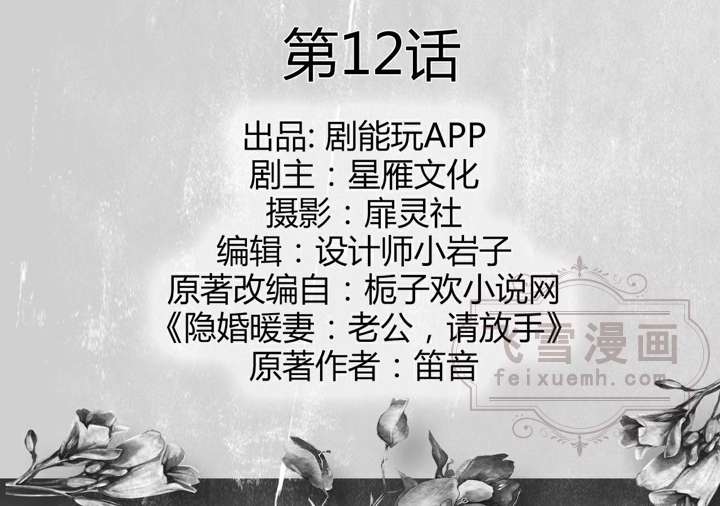 第12话
出品: 剧能玩APP
剧主：星雁文化
摄影：扉灵社
编辑：设计师小岩子
原著改编自：栀子欢小说网
《隐婚暖妻：老公，请放手》
原著作者：笛音
飞雪漫画
feixuemh.com